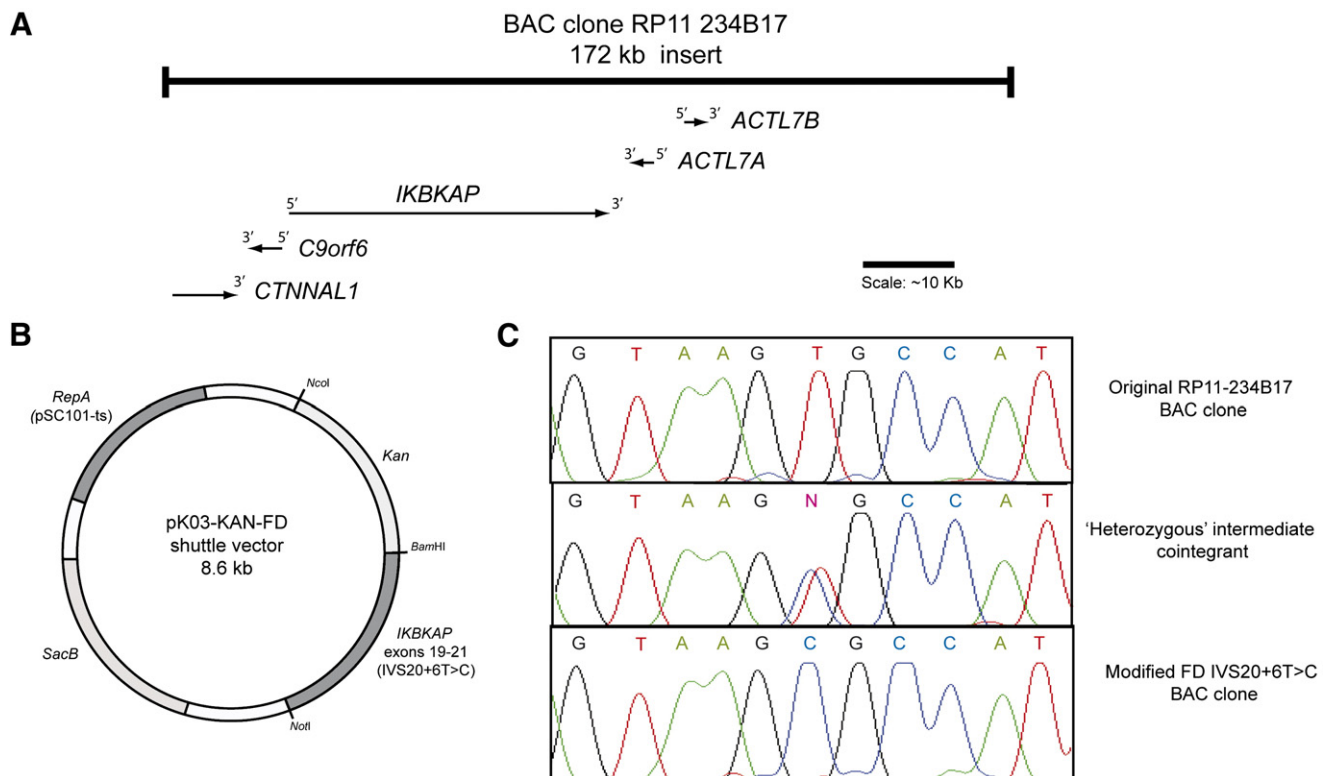 A
BAC clone RP11 234B17
172 kb insert
5' 3' ACTL7B
3' 5' ACTL7A
IKBKAP
5' 3'
3' 5' C9orf6
3' CTNNAL1
Scale: ~10 Kb
B
RepA
(pSC101-ts)
NcoI
Kan
pK03-KAN-FD
shuttle vector
8.6 kb
BamHI
SacB
IKBKAP
exons 19-21
(IVS20+6T>C)
NotI
C
G T A A G T G C C A T
Original RP11-234B17
BAC clone
G T A A G N G C C A T
'Heterozygous' intermediate
cointegrant
G T A A G C G C C A T
Modified FD IVS20+6T>C
BAC clone